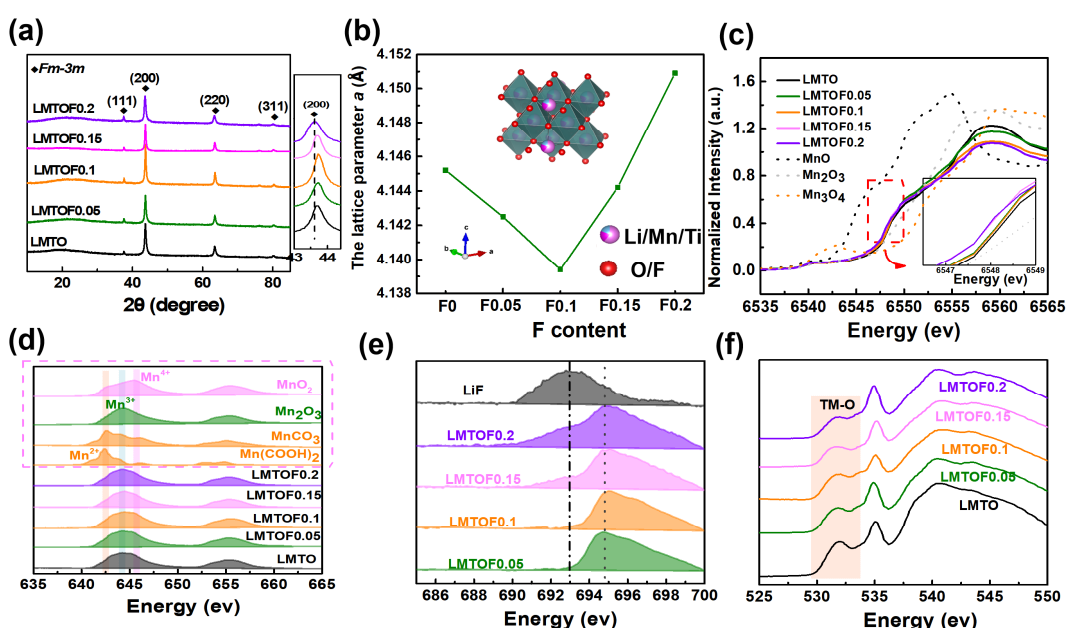 (a)
◆Fm-3m
(200)
(111)
(220)
(311)
LMTOF0.2
LMTOF0.15
LMTOF0.1
LMTOF0.05
LMTO
20
40
60
80
2θ (degree)
(200)
43
44
(b)
The lattice parameter a (Å)
4.152
4.150
4.148
4.146
4.144
4.142
4.140
4.138
F0
F0.05
F0.1
F0.15
F0.2
F content
c
b
a
Li/Mn/Ti
O/F
(c)
Normalized Intensity (a.u.)
1.6
1.2
0.8
0.4
0.0
LMTO
LMTOF0.05
LMTOF0.1
LMTOF0.15
LMTOF0.2
MnO
Mn2O3
Mn3O4
6547
6548
6549
Energy (ev)
6535
6540
6545
6550
6555
6560
6565
Energy (ev)
(d)
Mn4+
MnO2
Mn3+
Mn2O3
MnCO3
Mn2+
Mn(COOH)2
LMTOF0.2
LMTOF0.15
LMTOF0.1
LMTOF0.05
LMTO
635
640
645
650
655
660
665
Energy (ev)
(e)
LiF
LMTOF0.2
LMTOF0.15
LMTOF0.1
LMTOF0.05
686
688
690
692
694
696
698
700
Energy (ev)
(f)
TM-O
LMTOF0.2
LMTOF0.15
LMTOF0.1
LMTOF0.05
LMTO
525
530
535
540
545
550
Energy (ev)